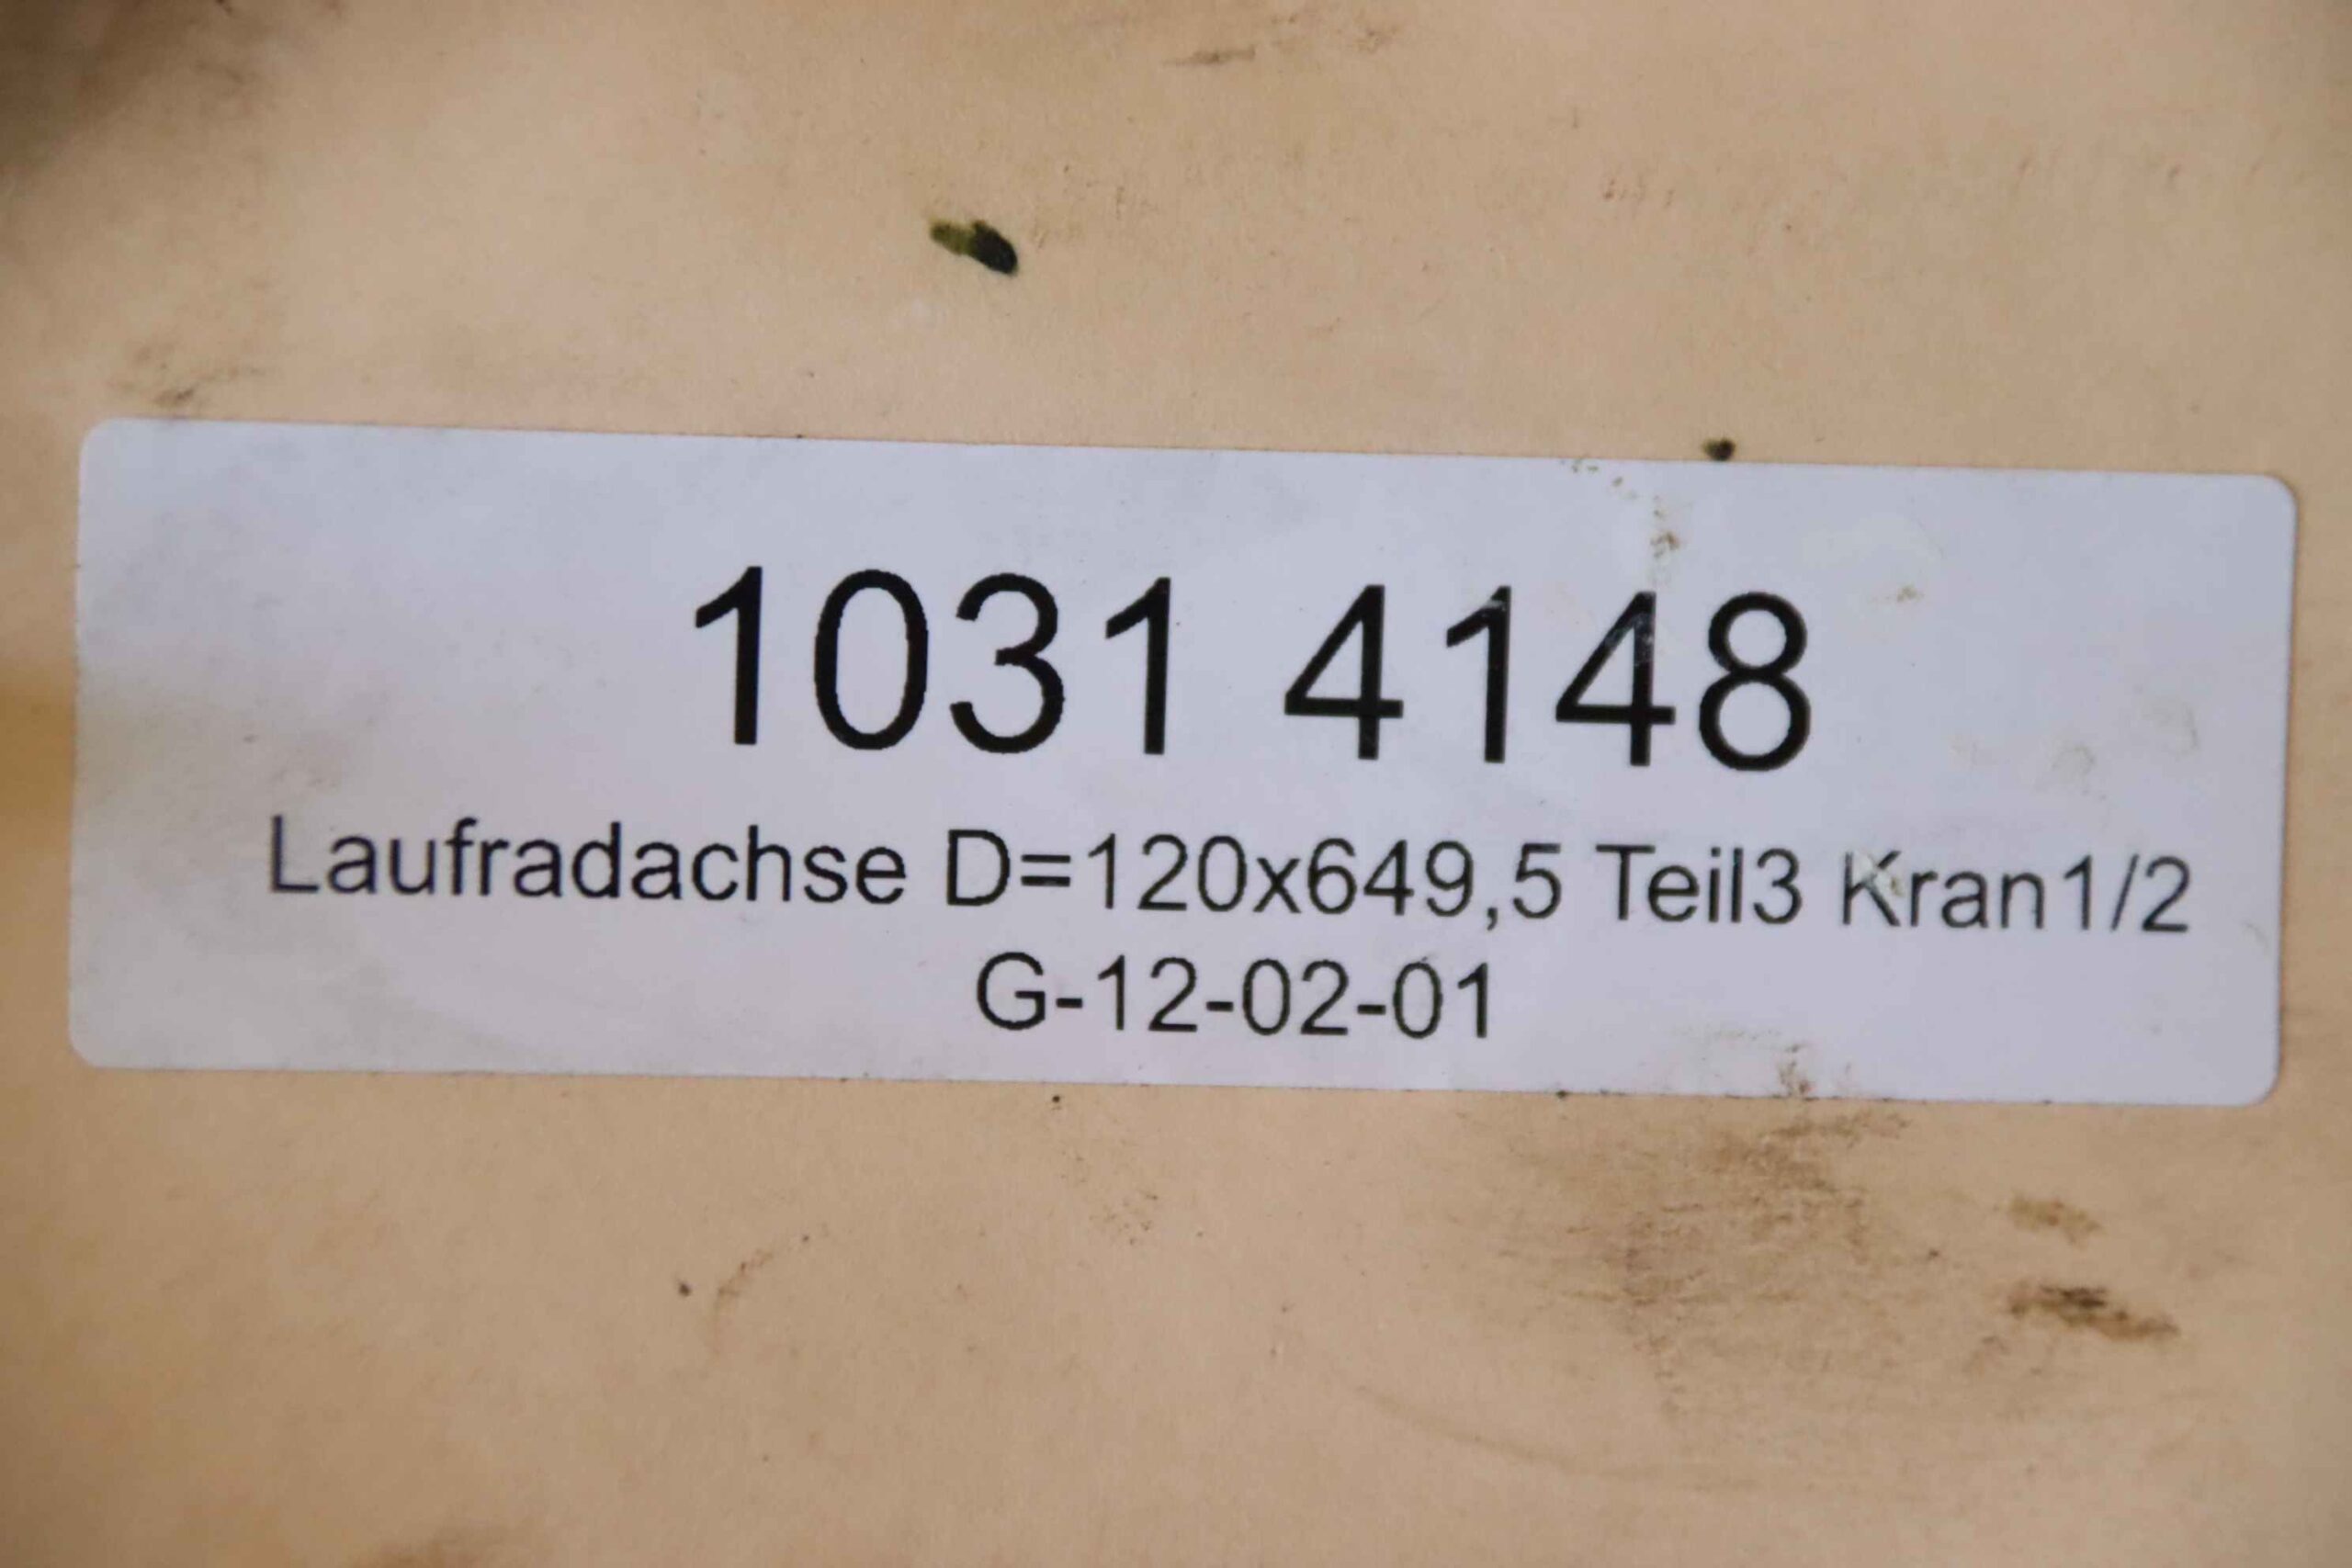 1031 4148
Laufradachse D=120x649,5 Teil3 Kran1/2
G-12-02-01